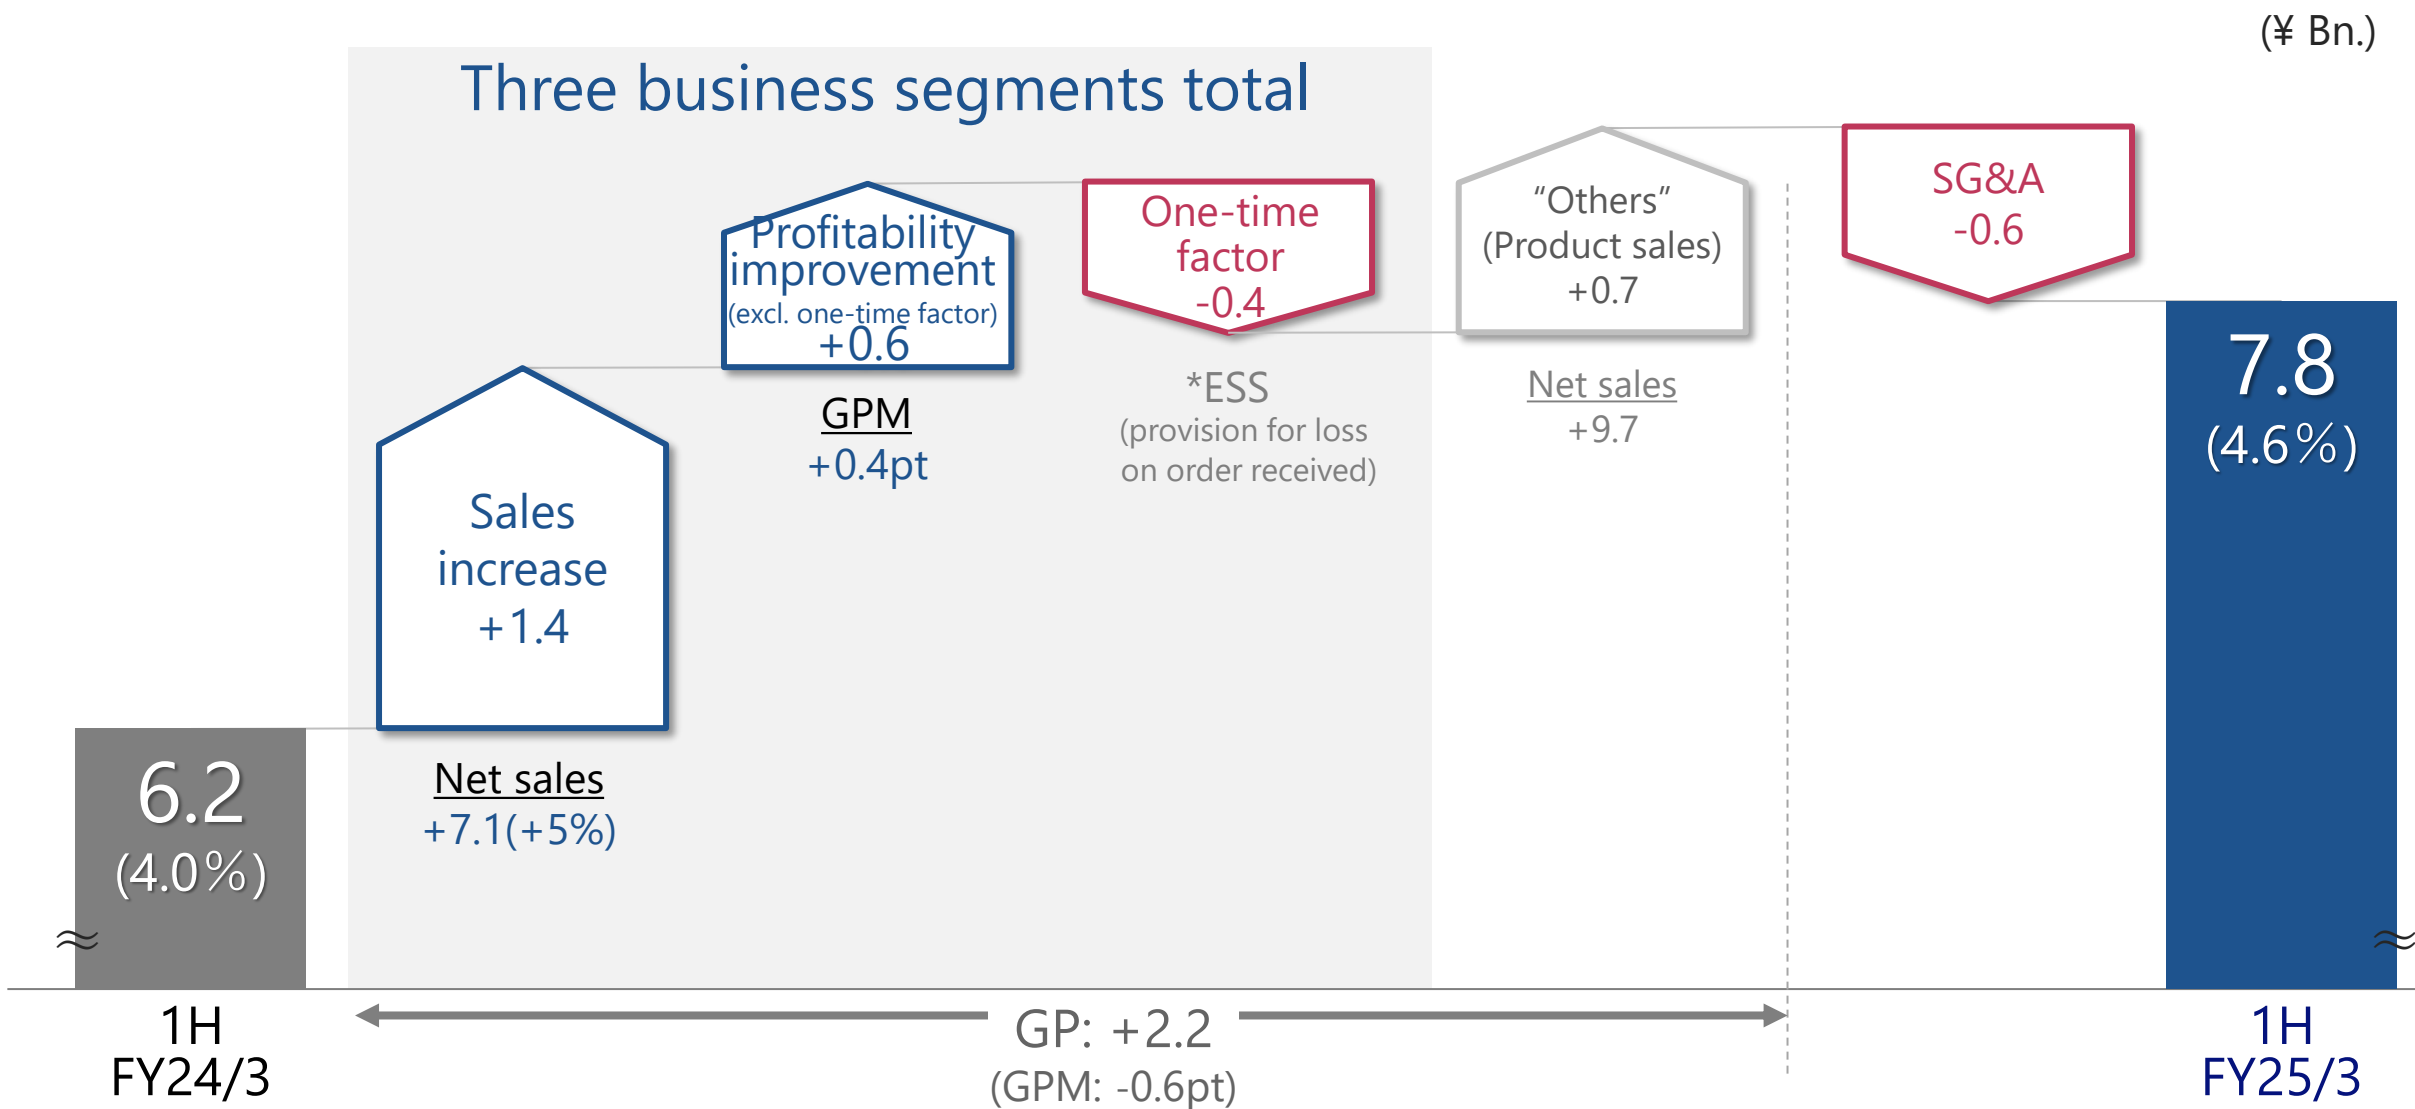 (¥ Bn.)
Three business segments total
6.2
(4.0%)
Sales
increase
+1.4
Net sales
+7.1(+5%)
Profitability
improvement
(excl. one-time factor)
+0.6
GPM
+0.4pt
One-time
factor
-0.4
*ESS
(provision for loss
on order received)
“Others”
(Product sales)
+0.7
Net sales
+9.7
SG&A
-0.6
7.8
(4.6%)
≈
≈
1H
FY24/3
GP: +2.2
(GPM: -0.6pt)
1H
FY25/3